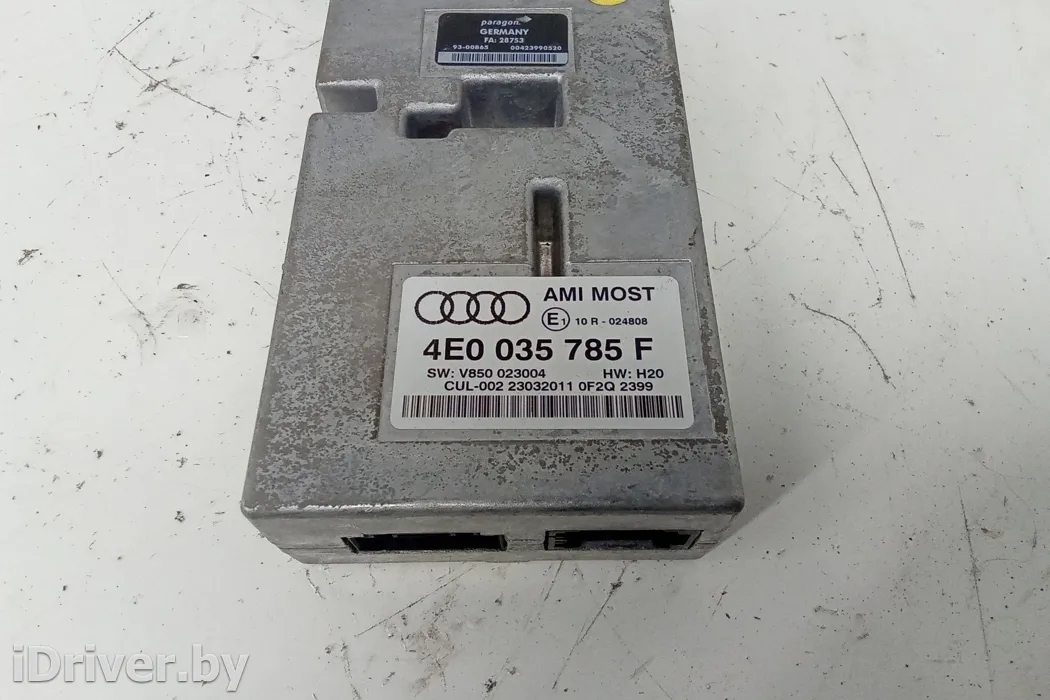 paragon
GERMANY
FA: 28753
93-00865 00423990520
AMI MOST
E1 10 R - 024808
4E0 035 785 F
SW: V850 023004 HW: H20
CUL-002 23032011 0F2Q 2399
iDriver.by